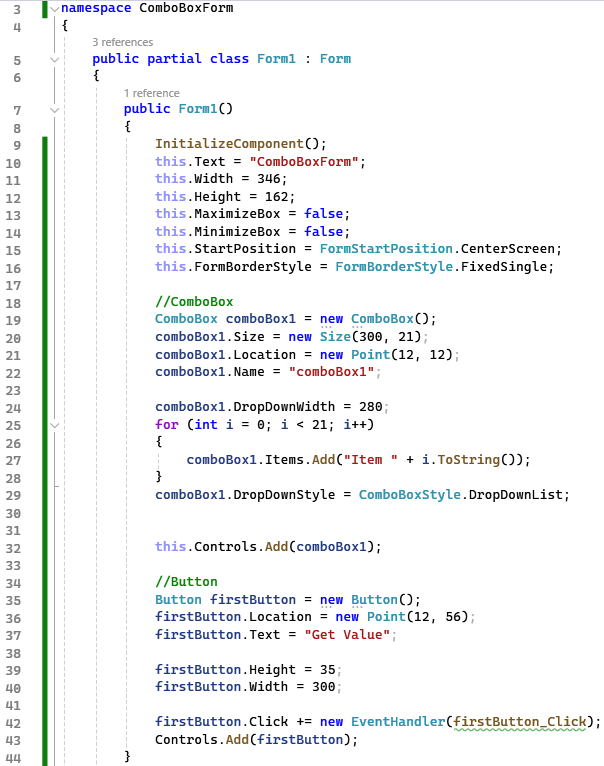 3 namespace ComboBoxForm
4 {
3 references
5 public partial class Form1 : Form
6 {
1 reference
7 public Form1()
8 {
9 InitializeComponent();
10 this.Text = "ComboBoxForm";
11 this.Width = 346;
12 this.Height = 162;
13 this.MaximizeBox = false;
14 this.MinimizeBox = false;
15 this.StartPosition = FormStartPosition.CenterScreen;
16 this.FormBorderStyle = FormBorderStyle.FixedSingle;
17
18 //ComboBox
19 ComboBox comboBox1 = new ComboBox();
20 comboBox1.Size = new Size(300, 21);
21 comboBox1.Location = new Point(12, 12);
22 comboBox1.Name = "comboBox1";
23
24 comboBox1.DropDownWidth = 280;
25 for (int i = 0; i < 21; i++)
26 {
27 comboBox1.Items.Add("Item " + i.ToString());
28 }
29 comboBox1.DropDownStyle = ComboBoxStyle.DropDownList;
30
31
32 this.Controls.Add(comboBox1);
33
34 //Button
35 Button firstButton = new Button();
36 firstButton.Location = new Point(12, 56);
37 firstButton.Text = "Get Value";
38
39 firstButton.Height = 35;
40 firstButton.Width = 300;
41
42 firstButton.Click += new EventHandler(firstButton_Click);
43 Controls.Add(firstButton);
44 }